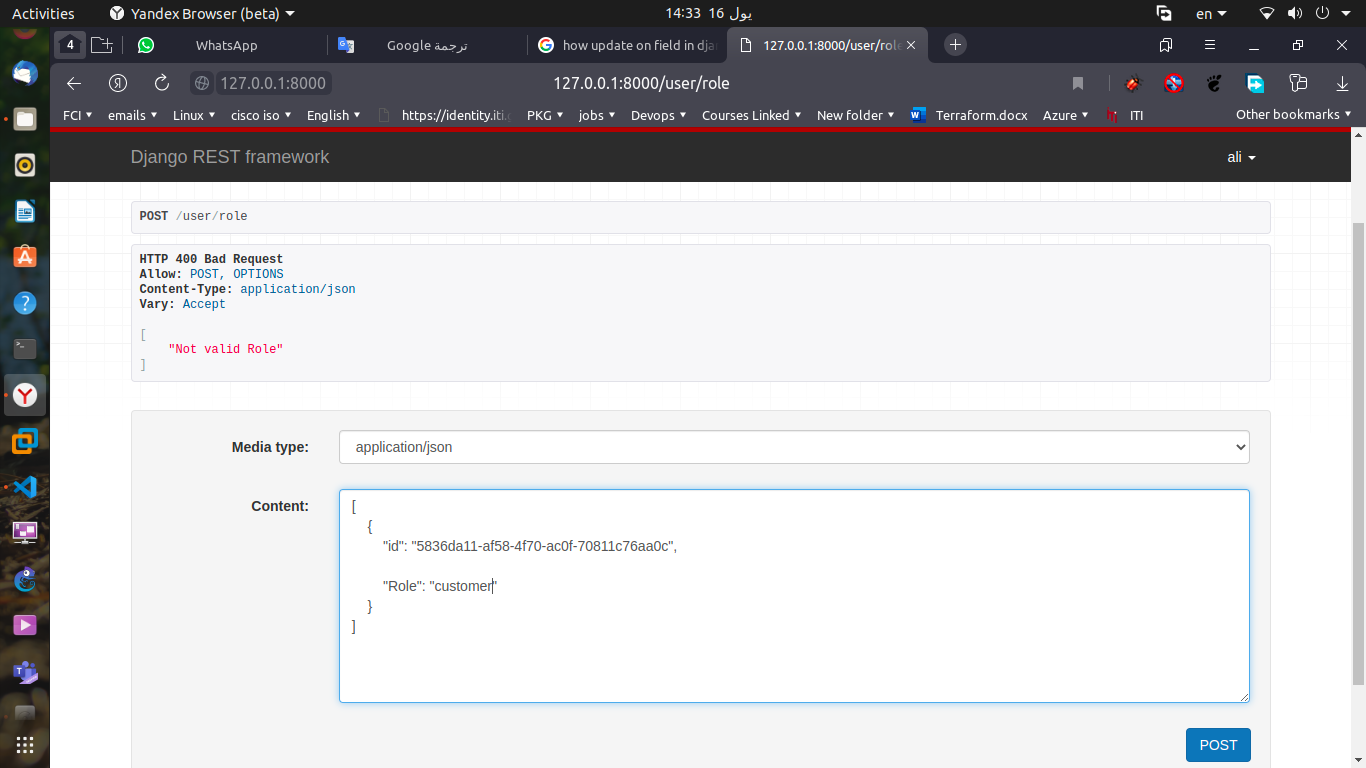 Activities
Yandex Browser (beta)
14:33 16 يول
en
4
WhatsApp
ترجمة Google
how update on field in dja
127.0.0.1:8000/user/role
127.0.0.1:8000
127.0.0.1:8000/user/role
FCI
emails
Linux
cisco iso
English
https://identity.iti.g
PKG
jobs
Devops
Courses Linked
New folder
Terraform.docx
Azure
ITI
Other bookmarks
Django REST framework
ali
POST /user/role
HTTP 400 Bad Request
Allow: POST, OPTIONS
Content-Type: application/json
Vary: Accept
[
"Not valid Role"
]
Media type:
application/json
Content:
[
{
"id": "5836da11-af58-4f70-ac0f-70811c76aa0c",
"Role": "customer"
}
]
POST